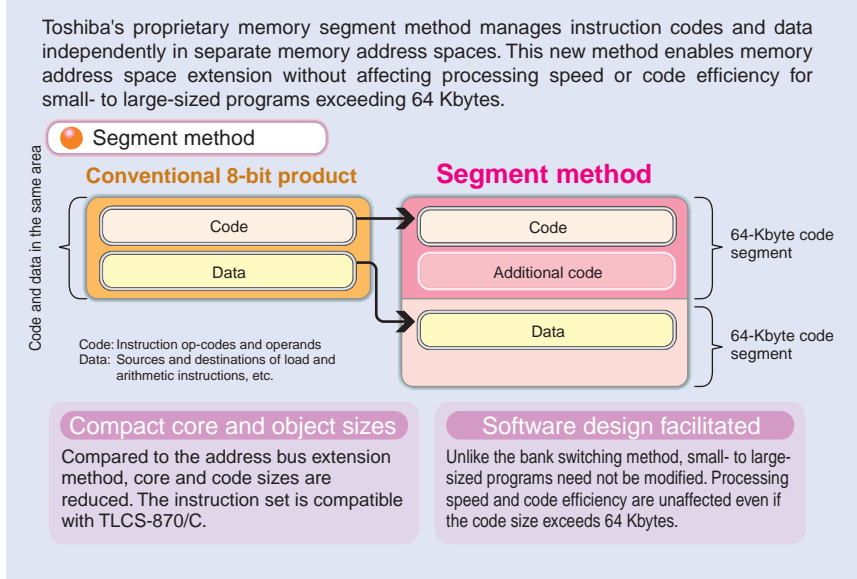 Toshiba's proprietary memory segment method manages instruction codes and data
independently in separate memory address spaces. This new method enables memory
address space extension without affecting processing speed or code efficiency for
small- to large-sized programs exceeding 64 Kbytes.
Segment method
Code and data in the same area
Conventional 8-bit product
Code
Data
Code: Instruction op-codes and operands
Data: Sources and destinations of load and
arithmetic instructions, etc.
Segment method
Code
Additional code
Data
64-Kbyte code
segment
64-Kbyte code
segment
Compact core and object sizes
Compared to the address bus extension
method, core and code sizes are
reduced. The instruction set is compatible
with TLCS-870/C.
Software design facilitated
Unlike the bank switching method, small- to large-
sized programs need not be modified. Processing
speed and code efficiency are unaffected even if
the code size exceeds 64 Kbytes.